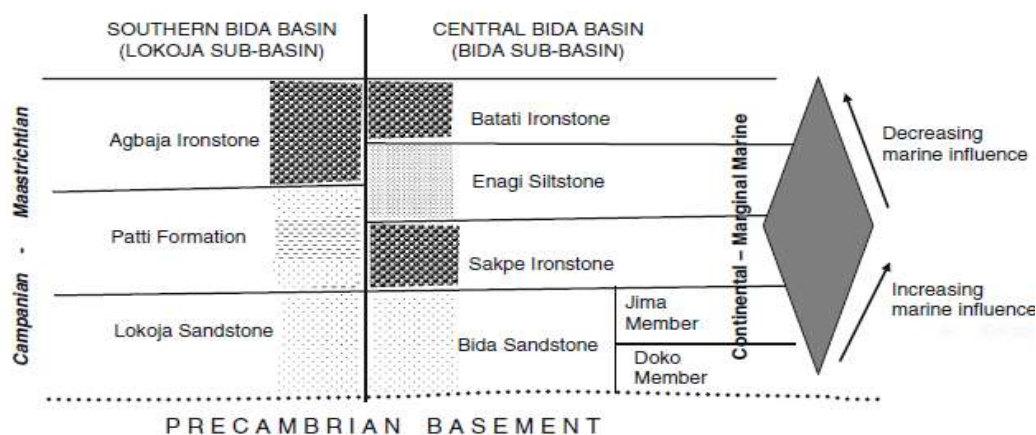 SOUTHERN BIDA BASIN
(LOKOJA SUB-BASIN)
CENTRAL BIDA BASIN
(BIDA SUB-BASIN)
Campanian - Maastrichtian
Agbaja Ironstone
Patti Formation
Lokoja Sandstone
Batati Ironstone
Enagi Siltstone
Sakpe Ironstone
Bida Sandstone
Jima
Member
Doko
Member
Continental – Marginal Marine
Decreasing
marine influence
Increasing
marine influence
PRECAMBRIAN BASEMENT